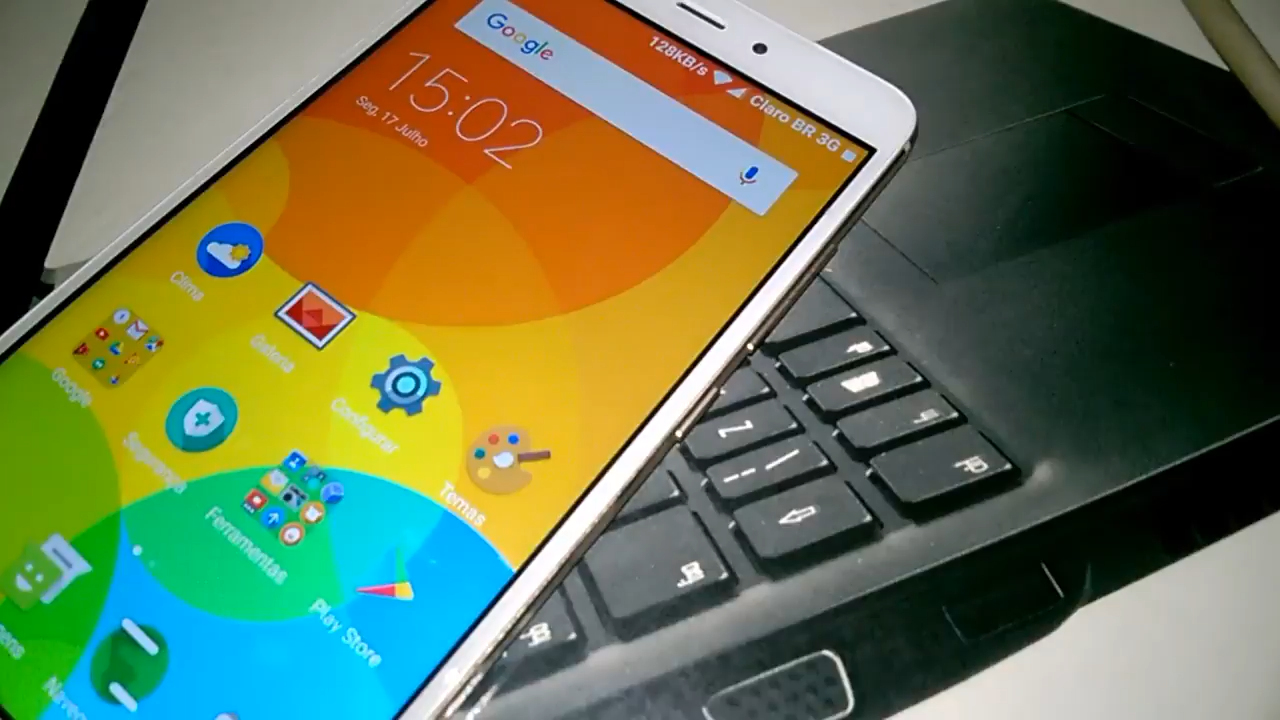 128KB/s Claro BR 3G
Google
15:02
Seg, 17 Julho
Clima
Galeria
Configurar
Temas
Google
Segurança
Ferramentas
Play Store
Z